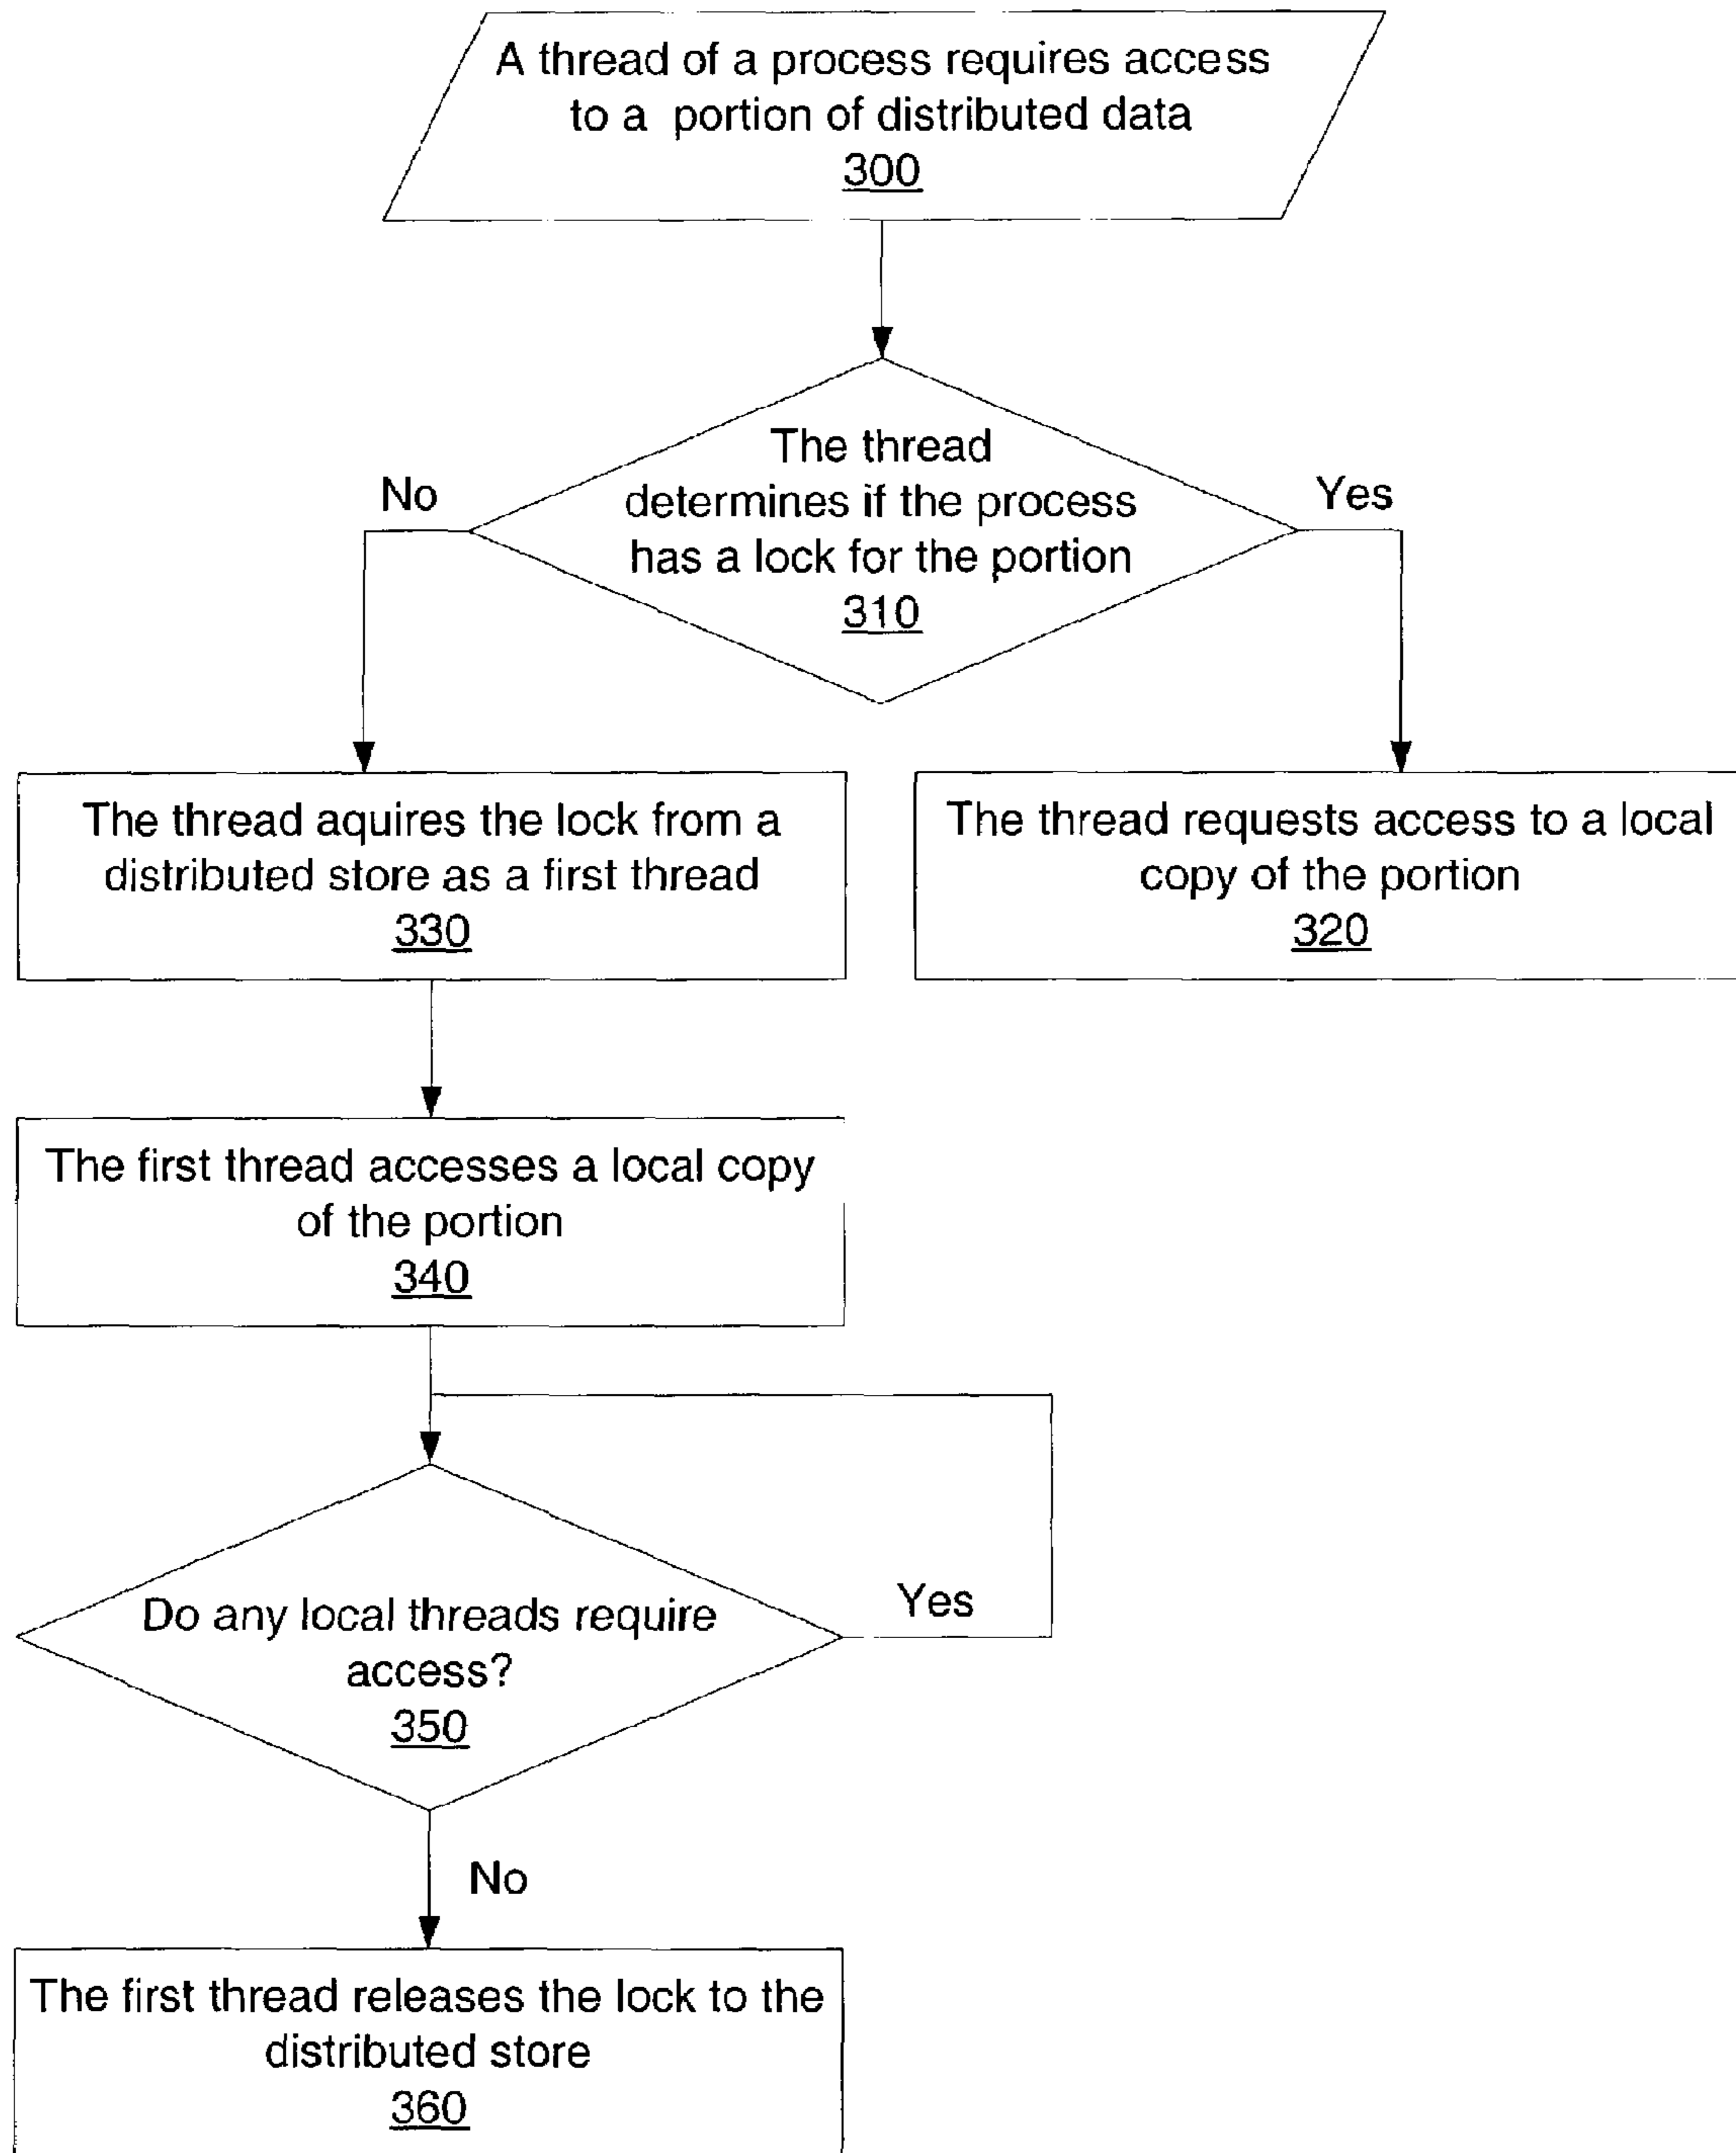 A thread of a process requires access
to a portion of distributed data
300
The thread
determines if the process
has a lock for the portion
310
No
Yes
The thread aquires the lock from a
distributed store as a first thread
330
The thread requests access to a local
copy of the portion
320
The first thread accesses a local copy
of the portion
340
Do any local threads require
access?
350
Yes
No
The first thread releases the lock to the
distributed store
360